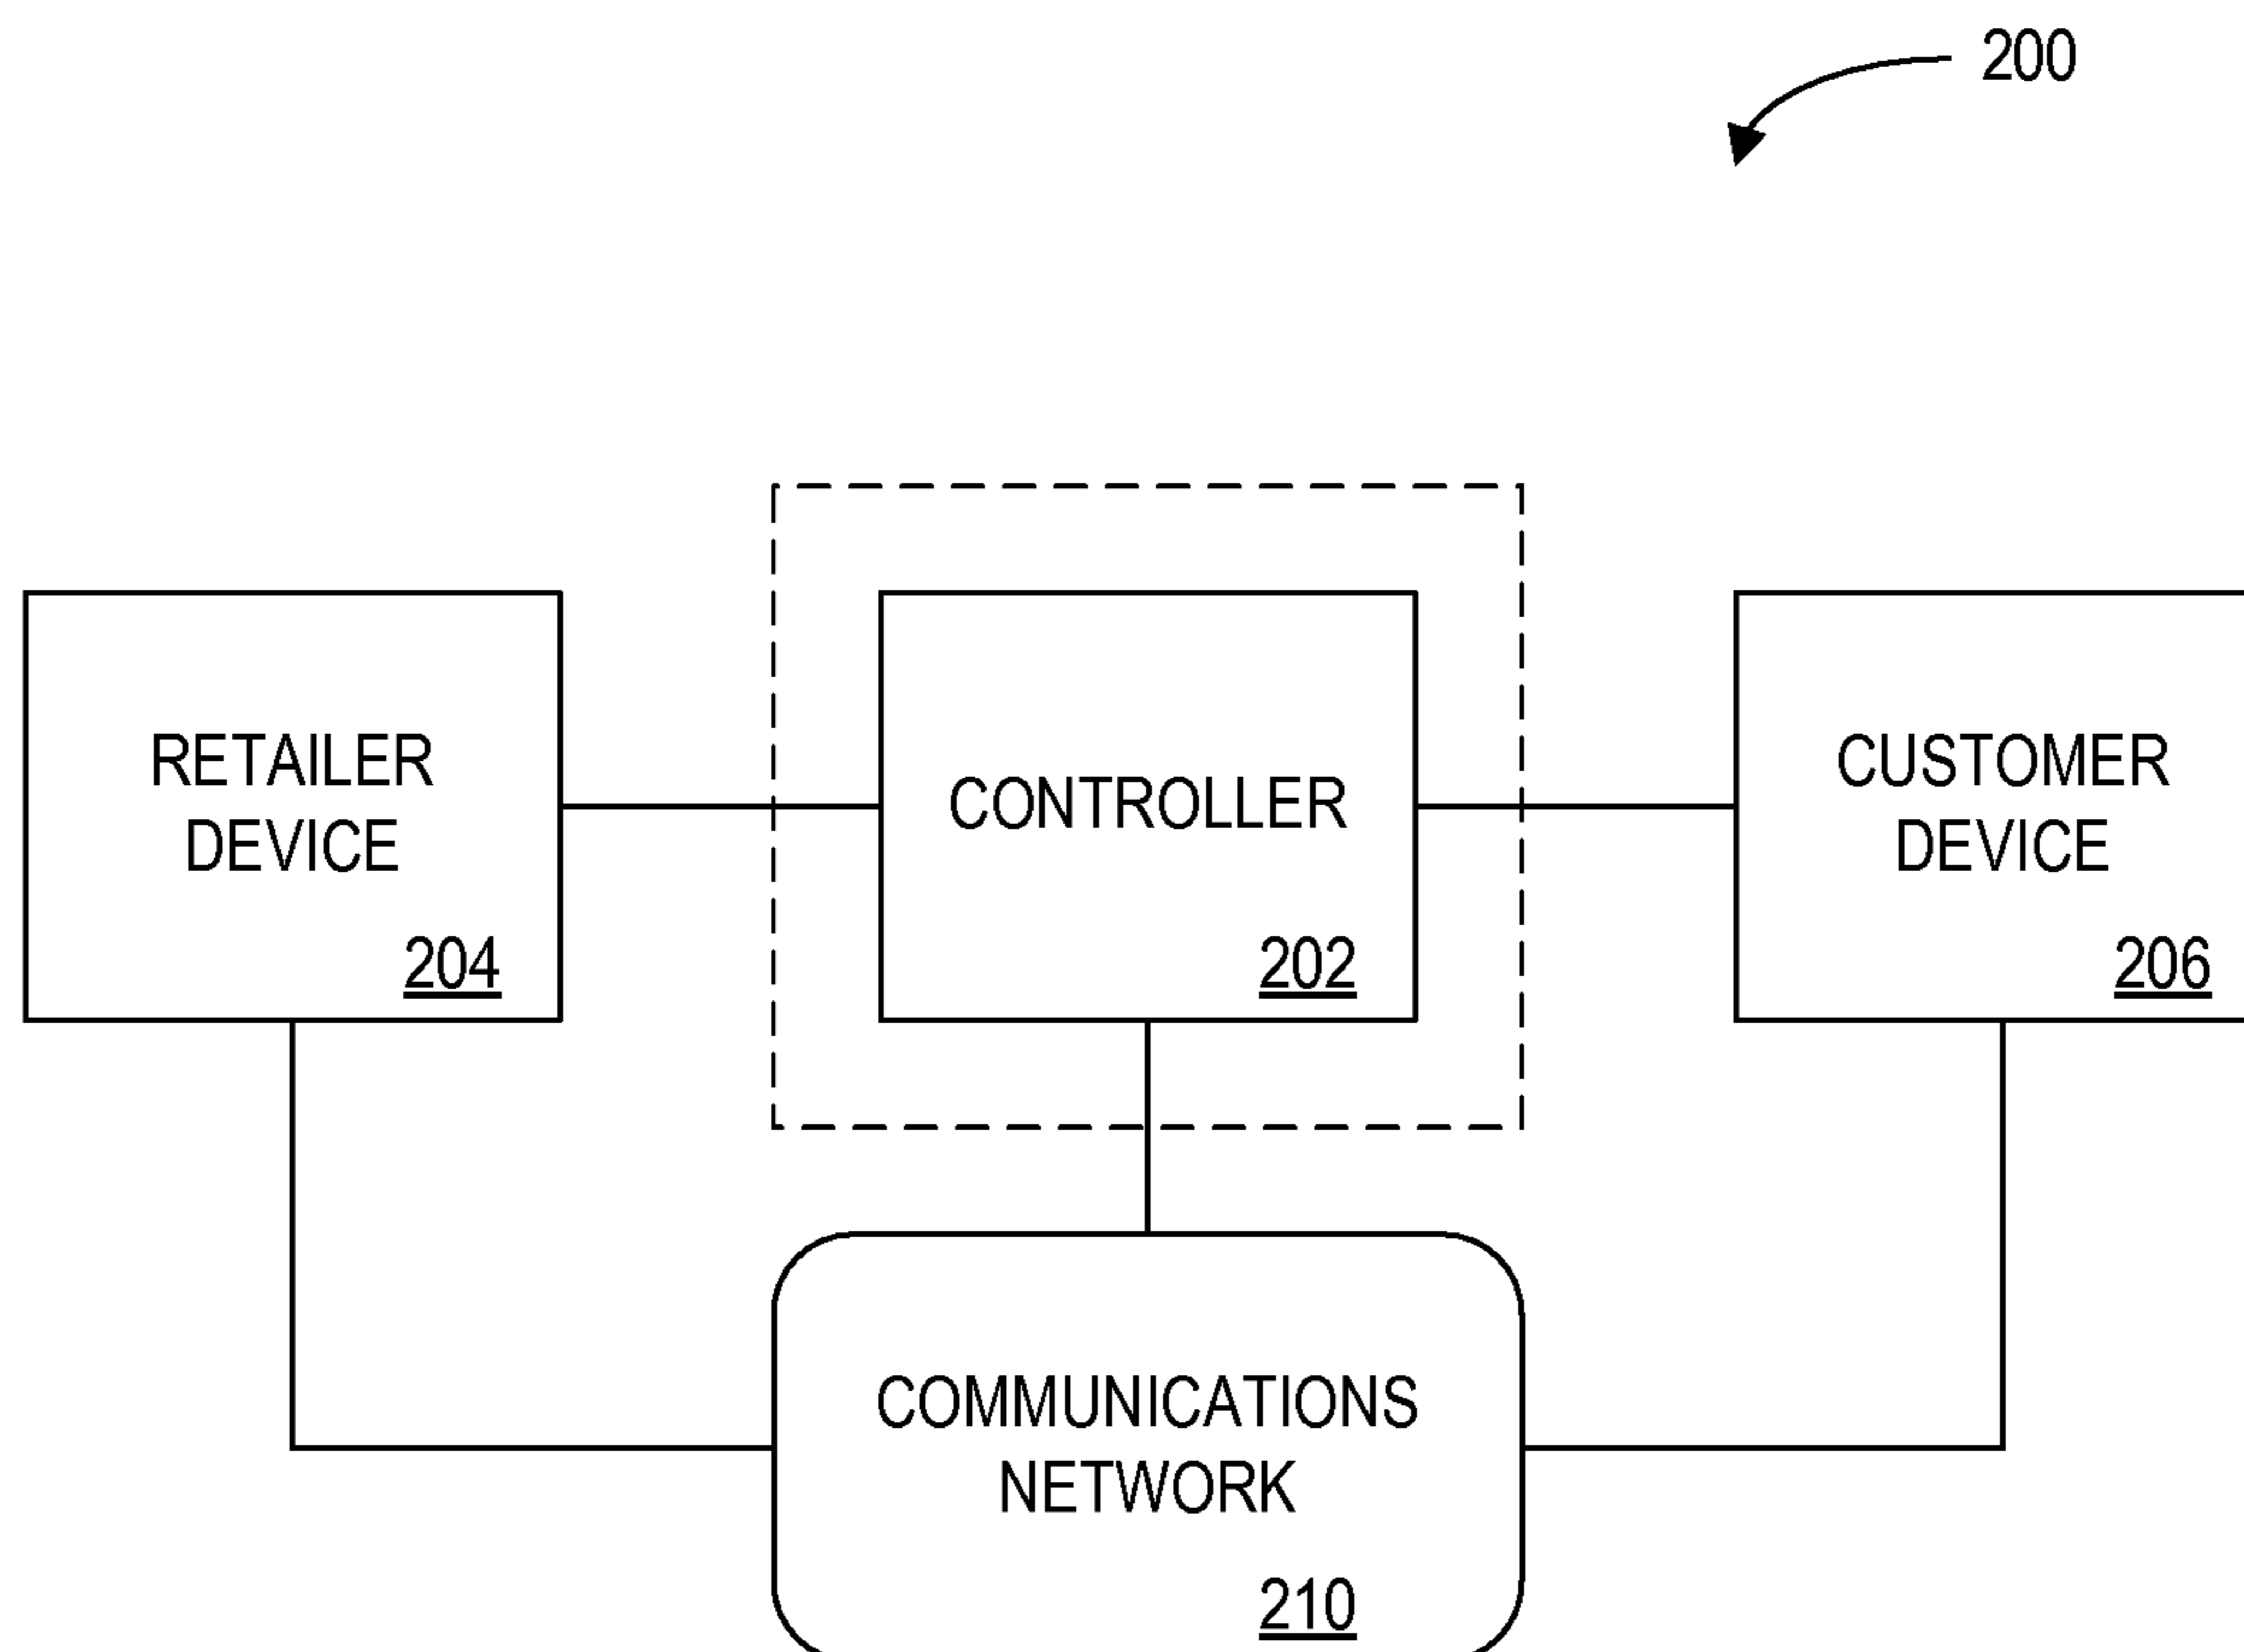 200
RETAILER
DEVICE
204
CONTROLLER
202
CUSTOMER
DEVICE
206
COMMUNICATIONS
NETWORK
210